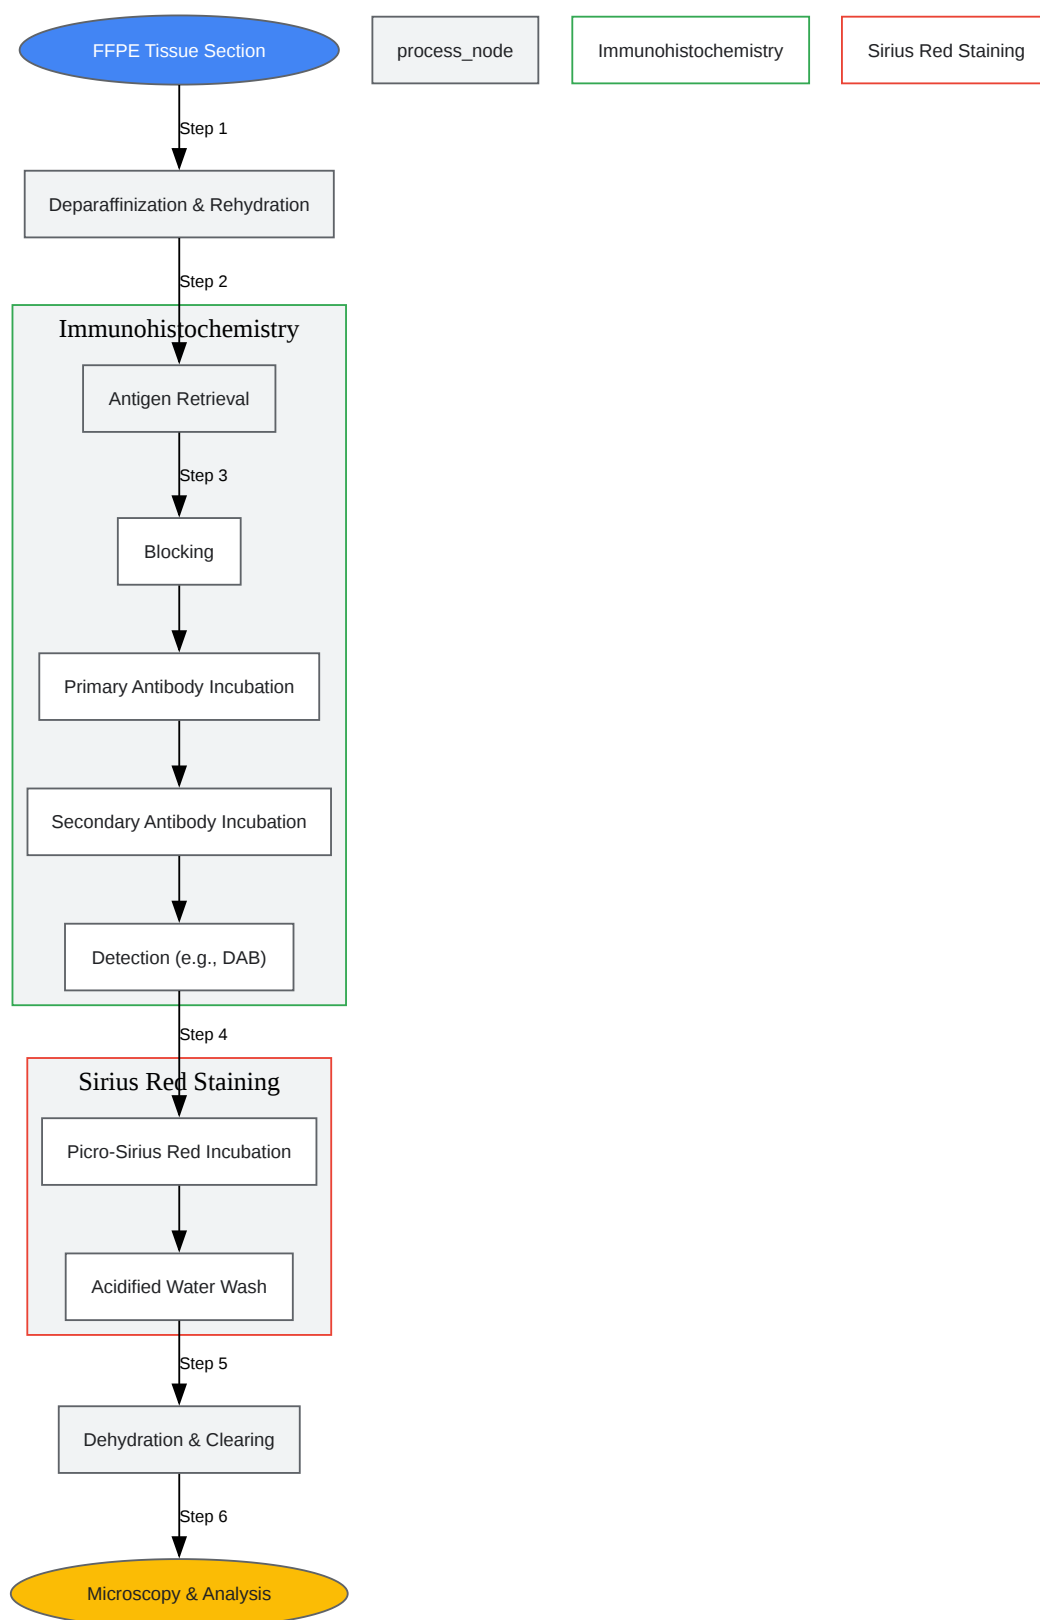 FFPE Tissue Section
process_node
Immunohistochemistry
Sirius Red Staining
Step 1
Deparaffinization & Rehydration
Step 2
Immunohistochemistry
Antigen Retrieval
Step 3
Blocking
Primary Antibody Incubation
Secondary Antibody Incubation
Detection (e.g., DAB)
Step 4
Sirius Red Staining
Picro-Sirius Red Incubation
Acidified Water Wash
Step 5
Dehydration & Clearing
Step 6
Microscopy & Analysis